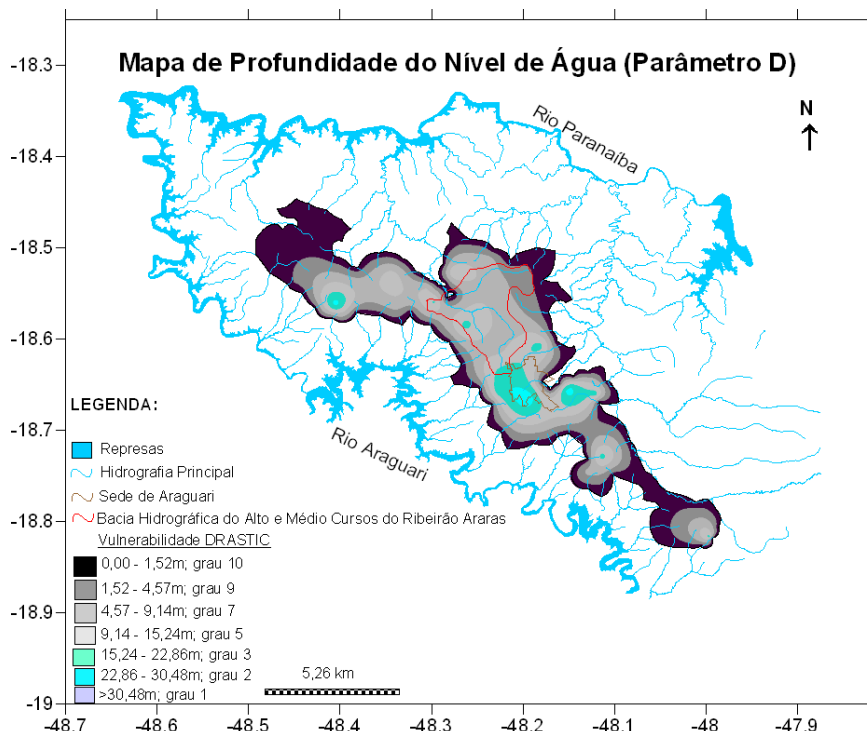 Mapa de Profundidade do Nível de Água (Parâmetro D)
-18.3
-18.4
-18.5
-18.6
-18.7
-18.8
-18.9
-19
Rio Paranaíba
N
Rio Araguari
LEGENDA:
Represas
Hidrografia Principal
Sede de Araguari
Bacia Hidrográfica do Alto e Médio Cursos do Ribeirão Araras
Vulnerabilidade DRASTIC
0,00 - 1,52m; grau 10
1,52 - 4,57m; grau 9
4,57 - 9,14m; grau 7
9,14 - 15,24m; grau 5
15,24 - 22,86m; grau 3
22,86 - 30,48m; grau 2
>30,48m; grau 1
5,26 km
-48.7 -48.6 -48.5 -48.4 -48.3 -48.2 -48.1 -48 -47.9